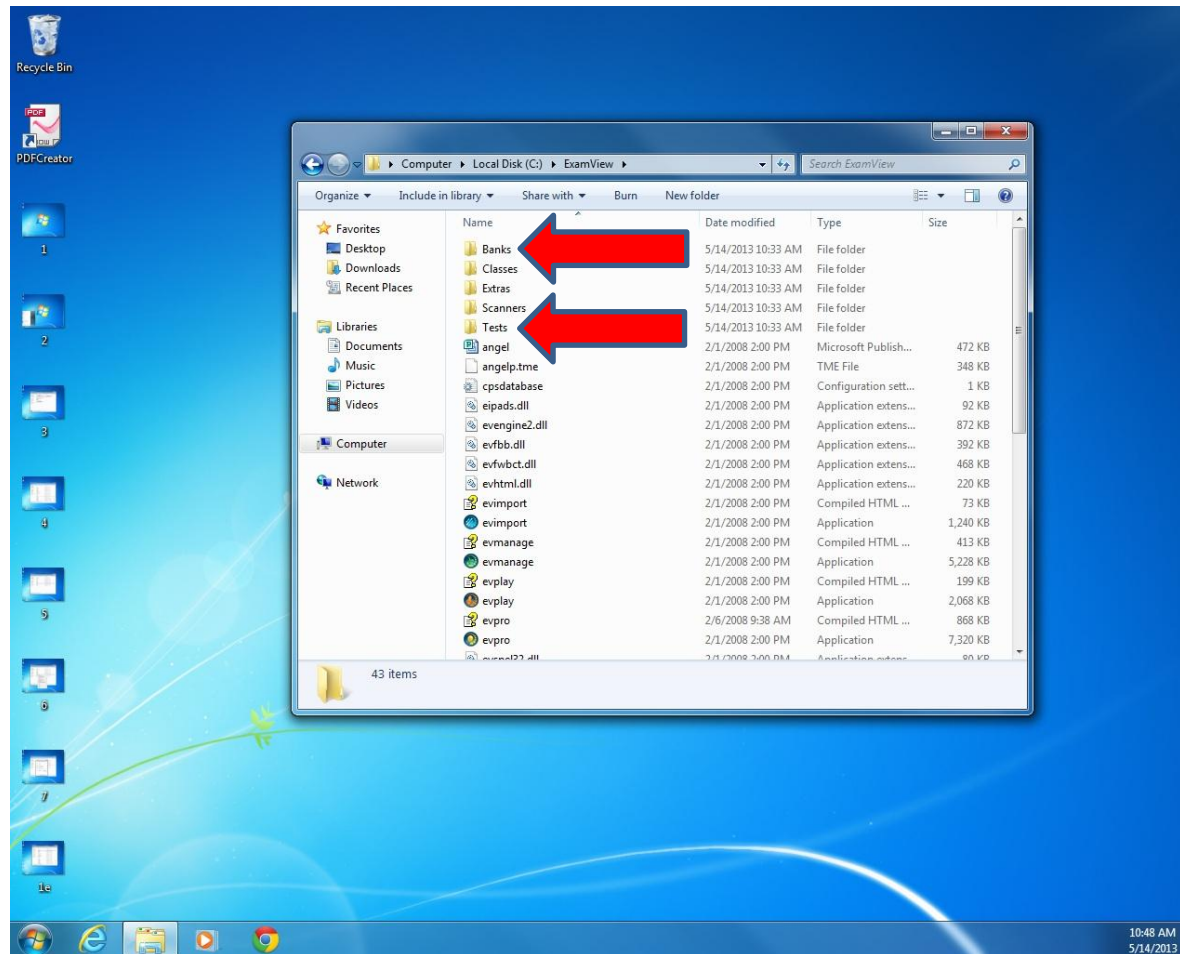 Recycle Bin
PDF
PDFCreator
1
2
3
4
5
6
7
1e
Computer Local Disk (C:) ExamView
Search ExamView
Organize Include in library Share with Burn New folder
Favorites
Desktop
Downloads
Recent Places
Libraries
Documents
Music
Pictures
Videos
Computer
Network
Name Date modified Type Size
Banks 5/14/2013 10:33 AM File folder
Classes 5/14/2013 10:33 AM File folder
Extras 5/14/2013 10:33 AM File folder
Scanners 5/14/2013 10:33 AM File folder
Tests 5/14/2013 10:33 AM File folder
angel 2/1/2008 2:00 PM Microsoft Publish... 472 KB
angelp.tme 2/1/2008 2:00 PM TME File 348 KB
cpsdatabase 2/1/2008 2:00 PM Configuration sett... 1 KB
eipads.dll 2/1/2008 2:00 PM Application extens... 92 KB
evengine2.dll 2/1/2008 2:00 PM Application extens... 872 KB
evfbb.dll 2/1/2008 2:00 PM Application extens... 392 KB
evfwbct.dll 2/1/2008 2:00 PM Application extens... 468 KB
evhtml.dll 2/1/2008 2:00 PM Application extens... 220 KB
evimport 2/1/2008 2:00 PM Compiled HTML ... 73 KB
evimport 2/1/2008 2:00 PM Application 1,240 KB
evmanage 2/1/2008 2:00 PM Compiled HTML ... 413 KB
evmanage 2/1/2008 2:00 PM Application 5,228 KB
evplay 2/1/2008 2:00 PM Compiled HTML ... 199 KB
evplay 2/1/2008 2:00 PM Application 2,068 KB
evpro 2/6/2008 9:38 AM Compiled HTML ... 868 KB
evpro 2/1/2008 2:00 PM Application 7,320 KB
43 items
10:48 AM
5/14/2013